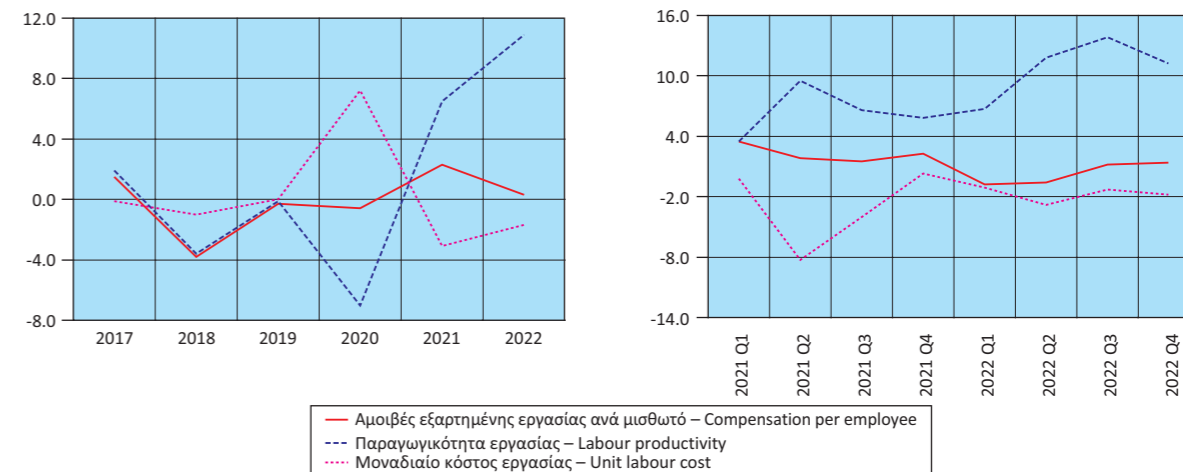 12.0
8.0
4.0
0.0
-4.0
-8.0
2017 2018 2019 2020 2021 2022
16.0
10.0
4.0
-2.0
-8.0
-14.0
2021 Q1
2021 Q2
2021 Q3
2021 Q4
2022 Q1
2022 Q2
2022 Q3
2022 Q4
Αμοιβές εξαρτημένης εργασίας ανά μισθωτό – Compensation per employee
Παραγωγικότητα εργασίας – Labour productivity
Μοναδιαίο κόστος εργασίας – Unit labour cost